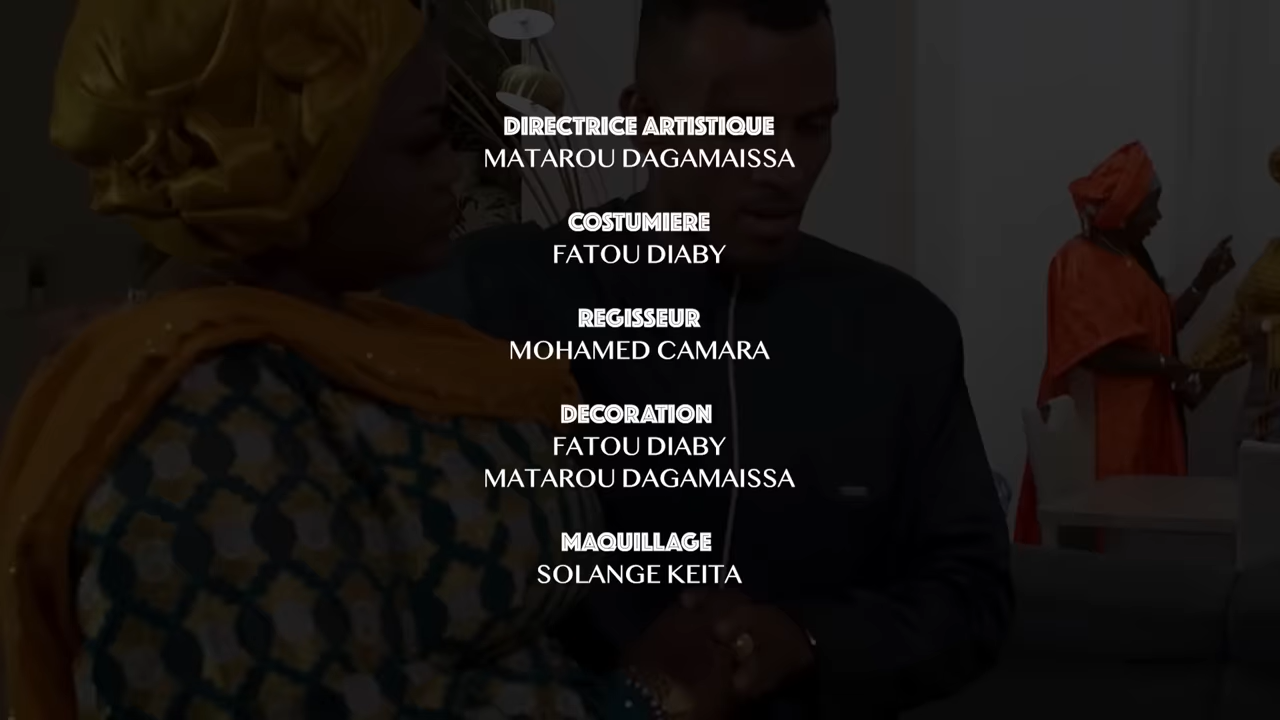 DIRECTRICE ARTISTIQUE
MATAROU DAGAMAISSA
COSTUMIERE
FATOU DIABY
REGISSEUR
MOHAMED CAMARA
DECORATION
FATOU DIABY
MATAROU DAGAMAISSA
MAQUILLAGE
SOLANGE KEITA